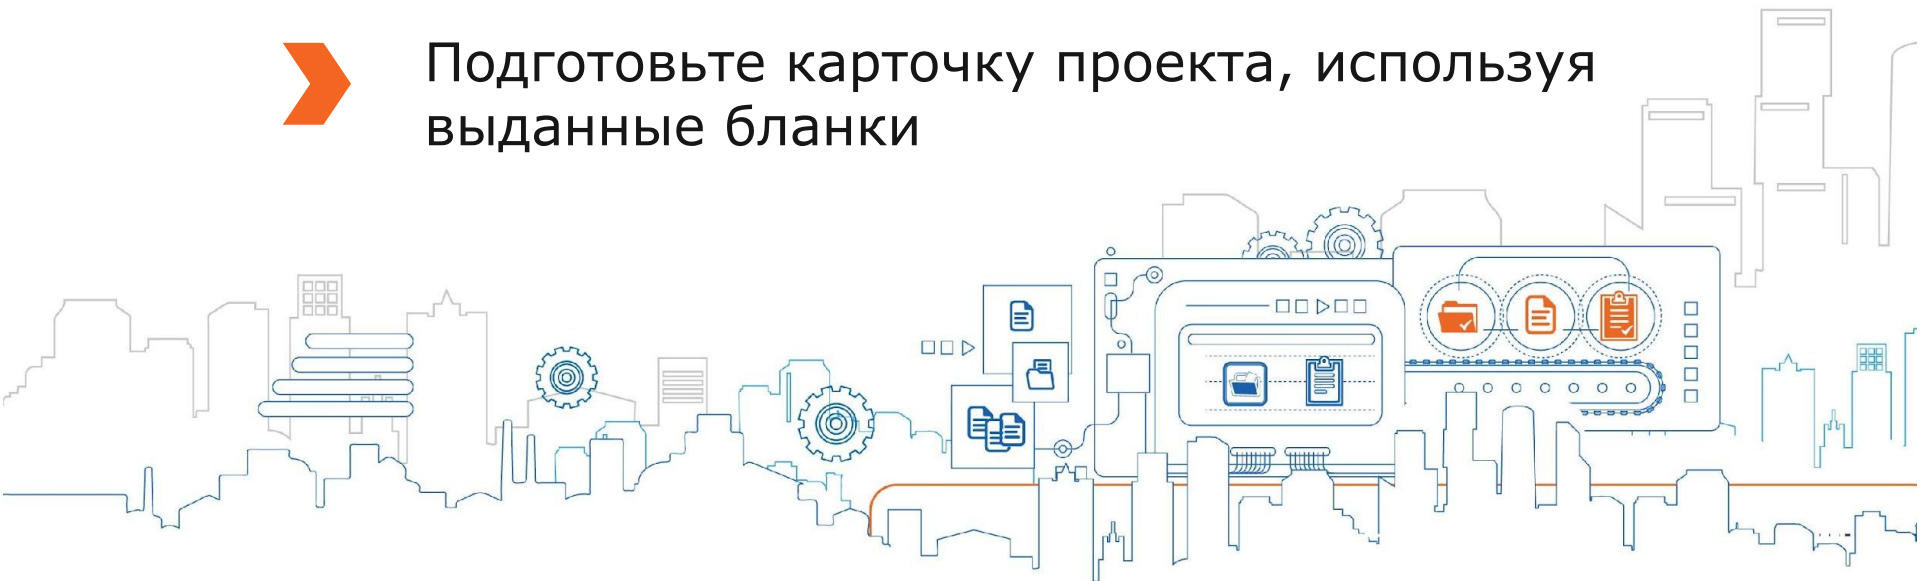 Подготовьте карточку проекта, используя
выданные бланки